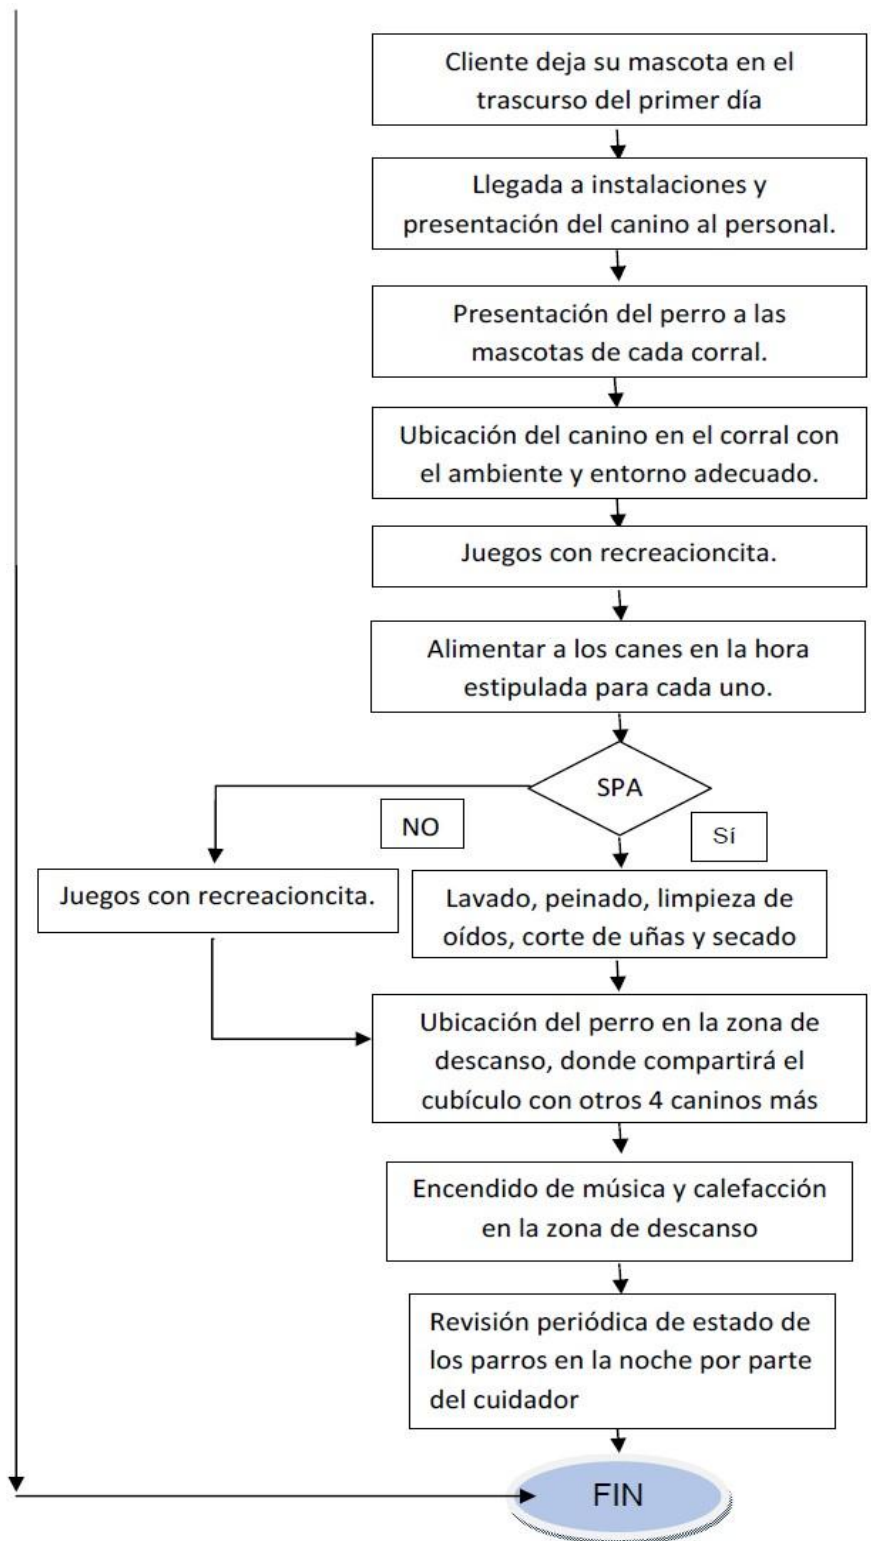 Cliente deja su mascota en el
trascurso del primer día
Llegada a instalaciones y
presentación del canino al personal.
Presentación del perro a las
mascotas de cada corral.
Ubicación del canino en el corral con
el ambiente y entorno adecuado.
Juegos con recreacioncita.
Alimentar a los canes en la hora
estipulada para cada uno.
SPA
NO
Sí
Juegos con recreacioncita.
Lavado, peinado, limpieza de
oídos, corte de uñas y secado
Ubicación del perro en la zona de
descanso, donde compartirá el
cubículo con otros 4 caninos más
Encendido de música y calefacción
en la zona de descanso
Revisión periódica de estado de
los parros en la noche por parte
del cuidador
FIN